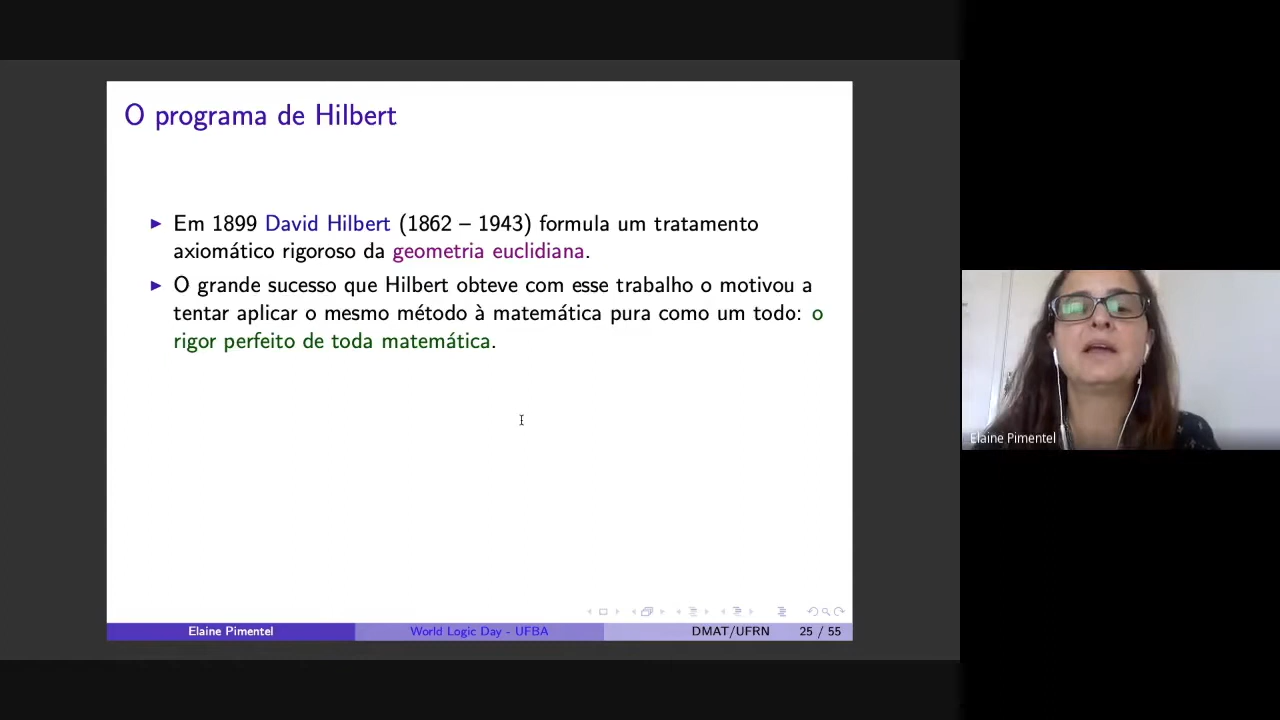 O programa de Hilbert
Em 1899 David Hilbert (1862 – 1943) formula um tratamento
axiomático rigoroso da geometria euclidiana.
O grande sucesso que Hilbert obteve com esse trabalho o motivou a
tentar aplicar o mesmo método à matemática pura como um todo: o
rigor perfeito de toda matemática.
Elaine Pimentel
World Logic Day - UFBA
DMAT/UFRN
25 / 55
Elaine Pimentel